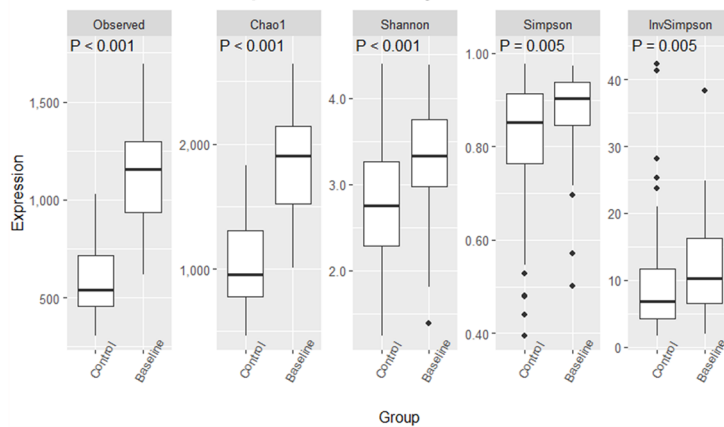 Observed
Chao1
Shannon
Simpson
InvSimpson
P < 0.001
P < 0.001
P < 0.001
P = 0.005
P = 0.005
Expression
1,500
1,000
500
2,000
1,000
4.0
3.0
2.0
1.00
0.80
0.60
0.40
40
30
20
10
0
Control
Baseline
Control
Baseline
Control
Baseline
Control
Baseline
Control
Baseline
Group